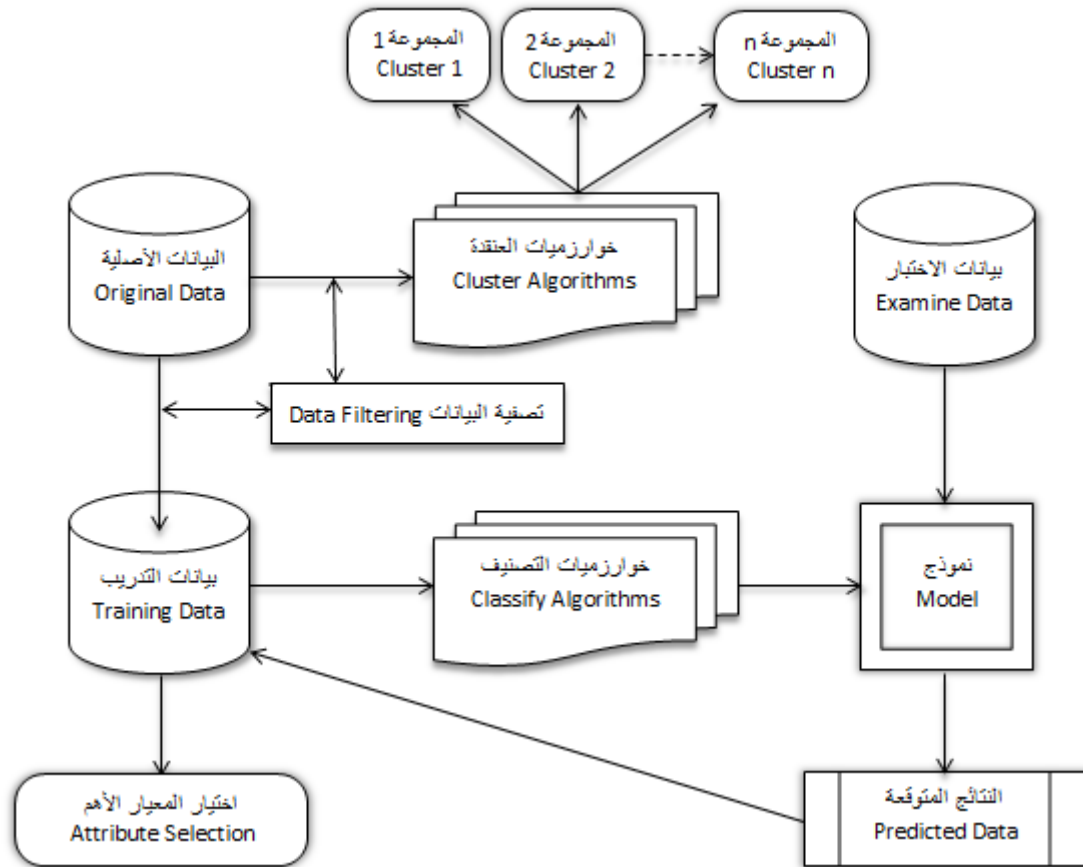 المجموعة 1
Cluster 1
المجموعة 2
Cluster 2
المجموعة n
Cluster n
البيانات الأصلية
Original Data
خوارزميات العنقدة
Cluster Algorithms
بيانات الاختبار
Examine Data
تصفية البيانات Data Filtering
بيانات التدريب
Training Data
خوارزميات التصنيف
Classify Algorithms
نموذج
Model
اختيار المعيار الأهم
Attribute Selection
النتائج المتوقعة
Predicted Data